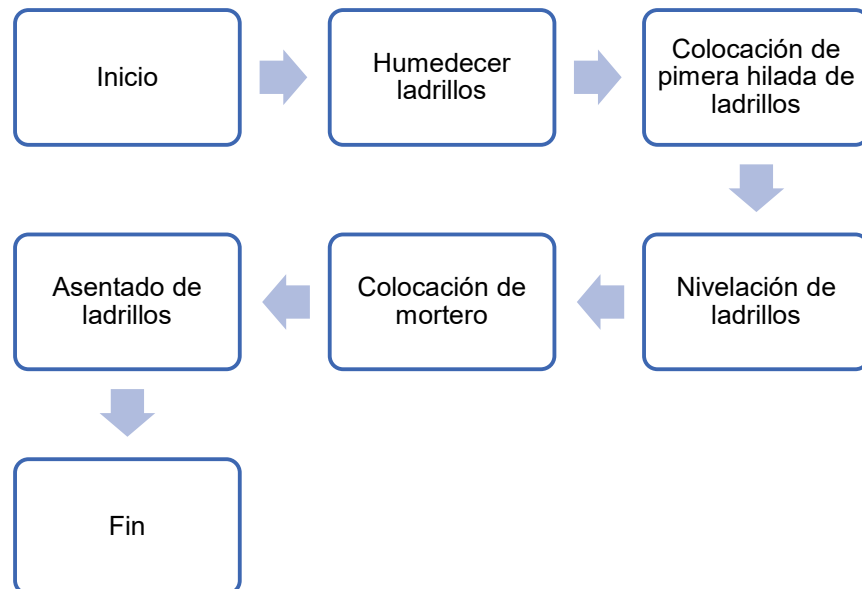 Inicio
Humedecer
ladrillos
Colocación de
pimera hilada de
ladrillos
Nivelación de
ladrillos
Colocación de
mortero
Asentado de
ladrillos
Fin